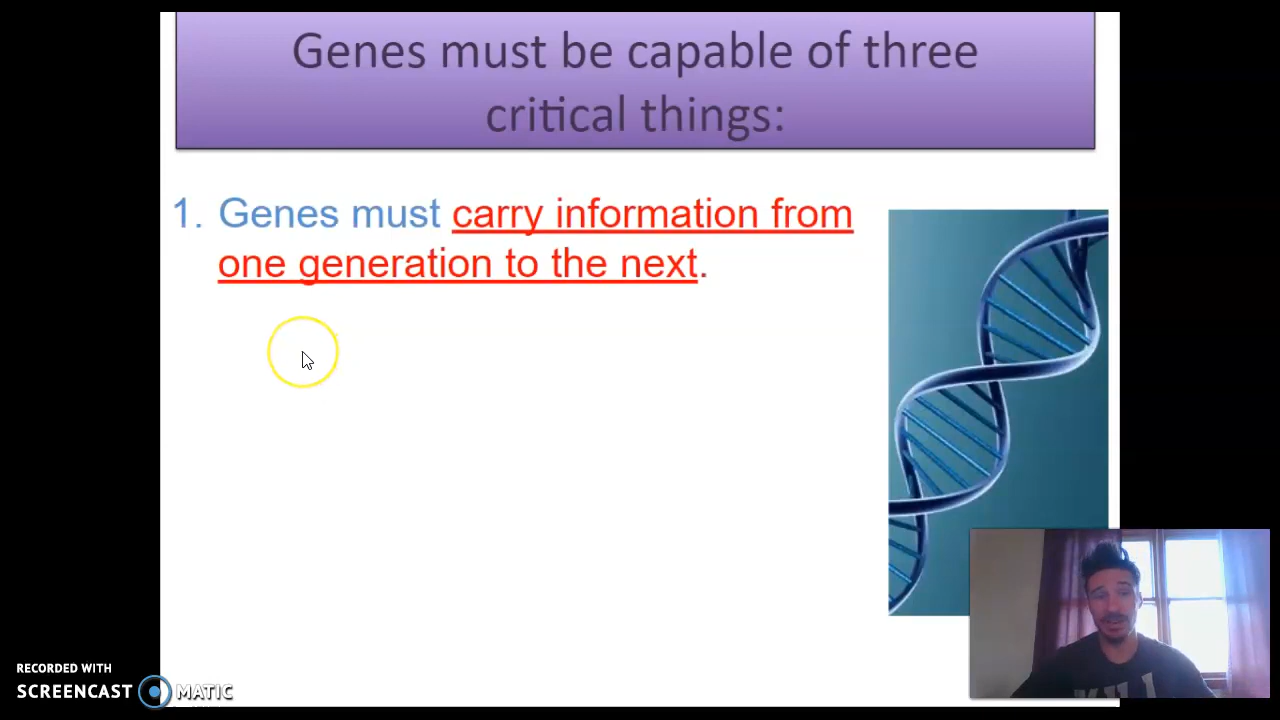 Genes must be capable of three
critical things:
1. Genes must carry information from
one generation to the next.
RECORDED WITH
SCREENCAST MATIC
KILL